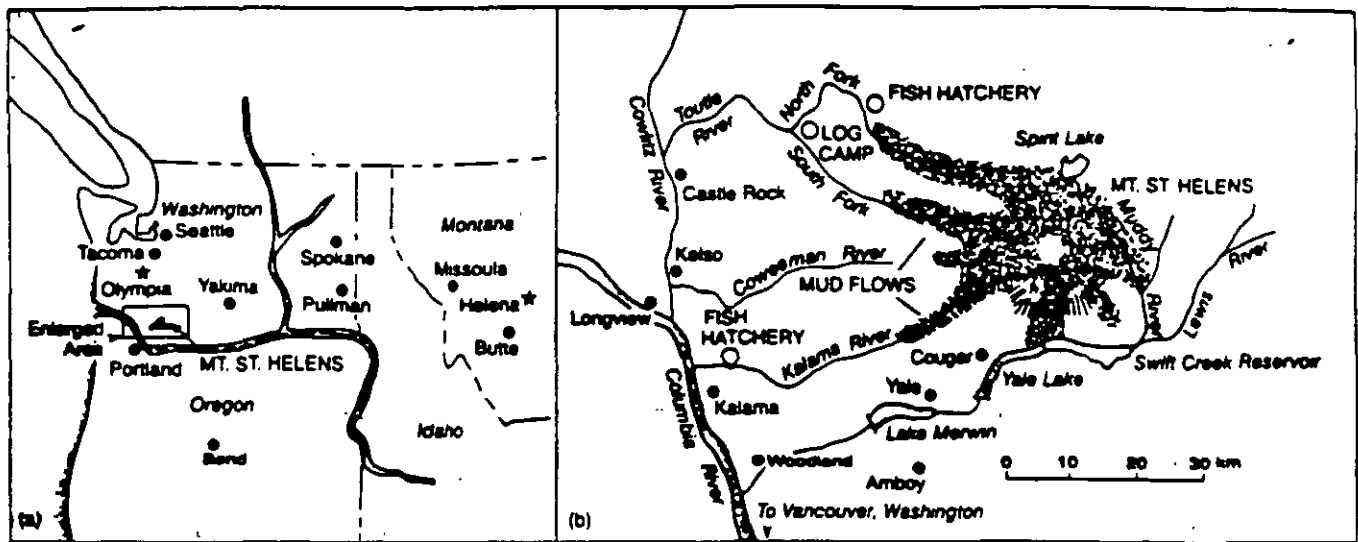 Washington
Seattle
Tacoma
Olympia
Yakima
Spokane
Pullman
Montana
Missoula
Helena
Butte
Enlarged
Area
Portland
MT. ST. HELENS
Oregon
Idaho
Bend
(a)
Cowlitz River
Toutle
River
North
Fork
FISH HATCHERY
LOG
CAMP
South
Fork
Spirit Lake
MT. ST HELENS
Castle Rock
Muddy
River
Kelso
Coweeman River
MUD FLOWS
Lewis
River
Longview
FISH
HATCHERY
Kalama River
Cougar
Swift Creek Reservoir
Yale Lake
Yale
Kalama
Columbia
River
Lake Merwin
Woodland
Amboy
0 10 20 30 km
To Vancouver, Washington
(b)